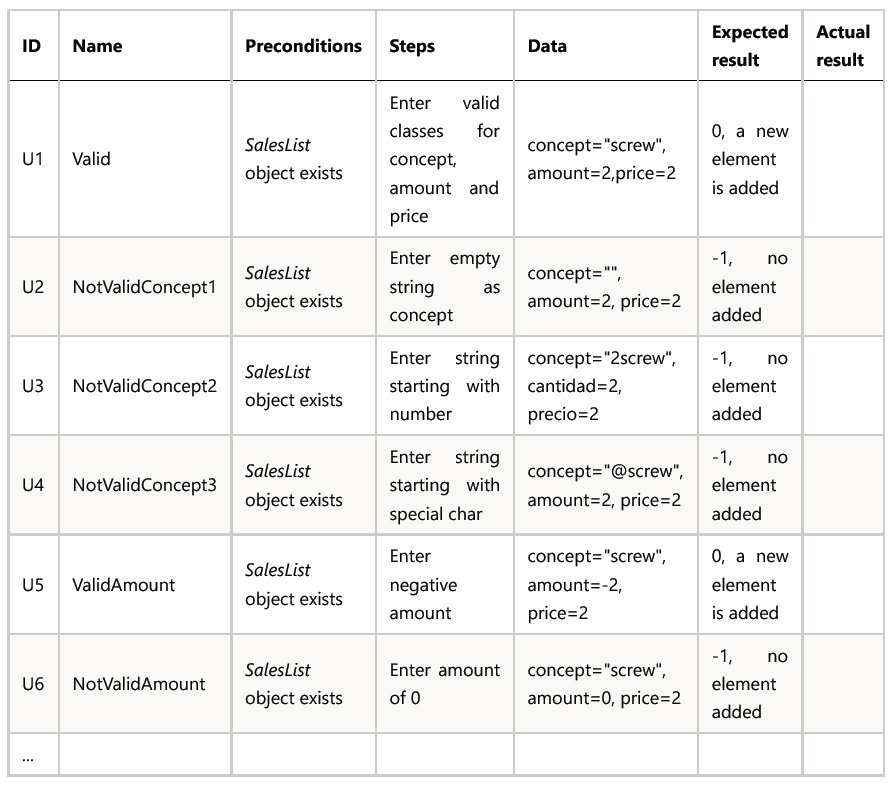 ID Name Preconditions Steps Data Expected result Actual result
U1 Valid SalesList object exists Enter valid classes for concept, amount and price concept="screw", amount=2,price=2 0, a new element is added
U2 NotValidConcept1 SalesList object exists Enter empty string as concept concept="", amount=2, price=2 -1, no element added
U3 NotValidConcept2 SalesList object exists Enter string starting with number concept="2screw", cantidad=2, precio=2 -1, no element added
U4 NotValidConcept3 SalesList object exists Enter string starting with special char concept="@screw", amount=2, price=2 -1, no element added
U5 ValidAmount SalesList object exists Enter negative amount concept="screw", amount=-2, price=2 0, a new element is added
U6 NotValidAmount SalesList object exists Enter amount of 0 concept="screw", amount=0, price=2 -1, no element added
...